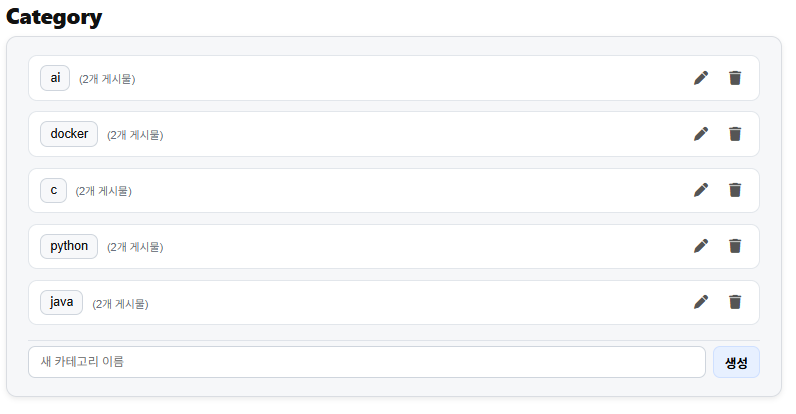 Category
ai (2개 게시물)
docker (2개 게시물)
c (2개 게시물)
python (2개 게시물)
java (2개 게시물)
새 카테고리 이름 생성